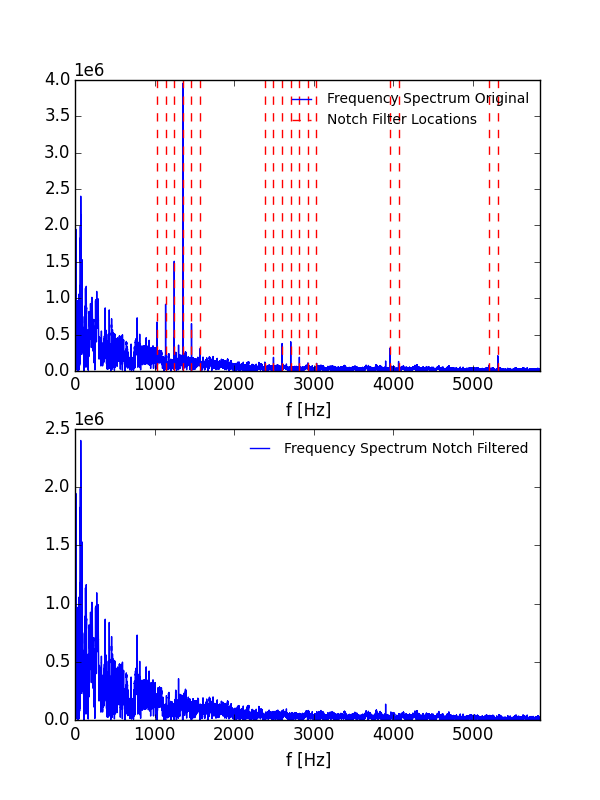 1e6
4.0
3.5
3.0
2.5
2.0
1.5
1.0
0.5
0.0
Frequency Spectrum Original
Notch Filter Locations
0 1000 2000 3000 4000 5000
f [Hz]
1e6
2.5
2.0
1.5
1.0
0.5
0.0
Frequency Spectrum Notch Filtered
0 1000 2000 3000 4000 5000
f [Hz]